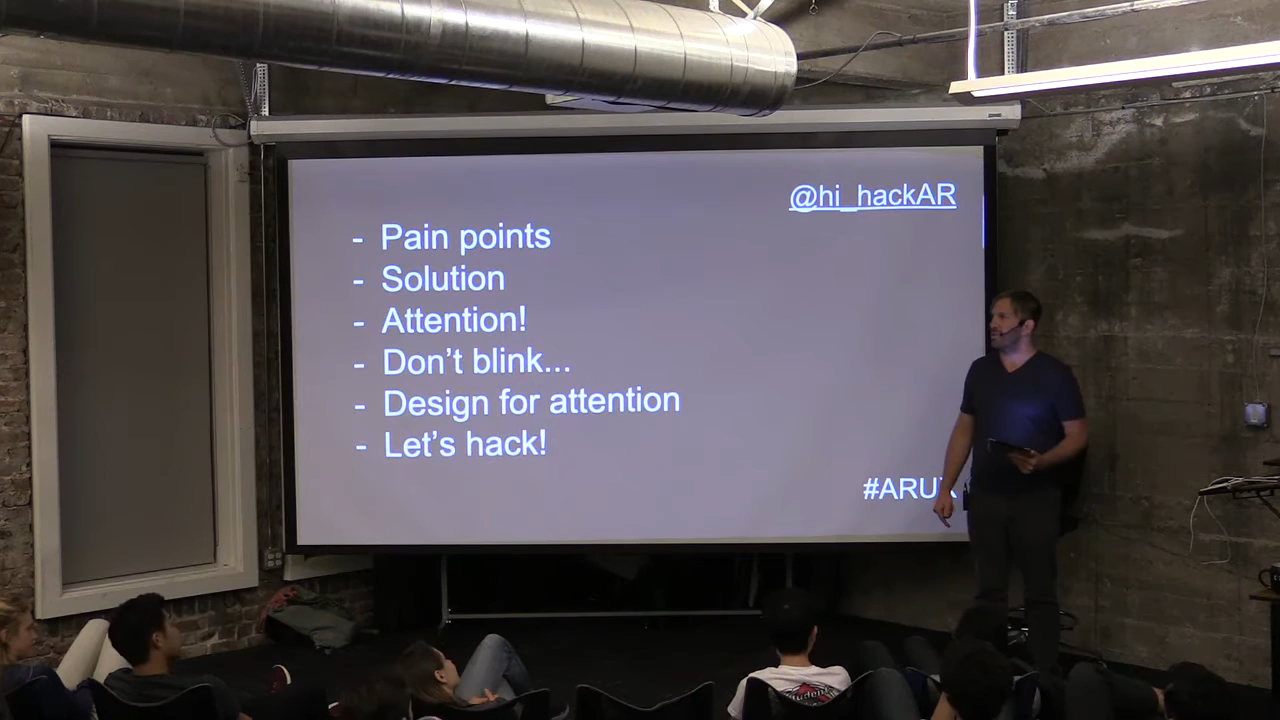 @hi_hackAR
- Pain points
- Solution
- Attention!
- Don't blink...
- Design for attention
- Let's hack!